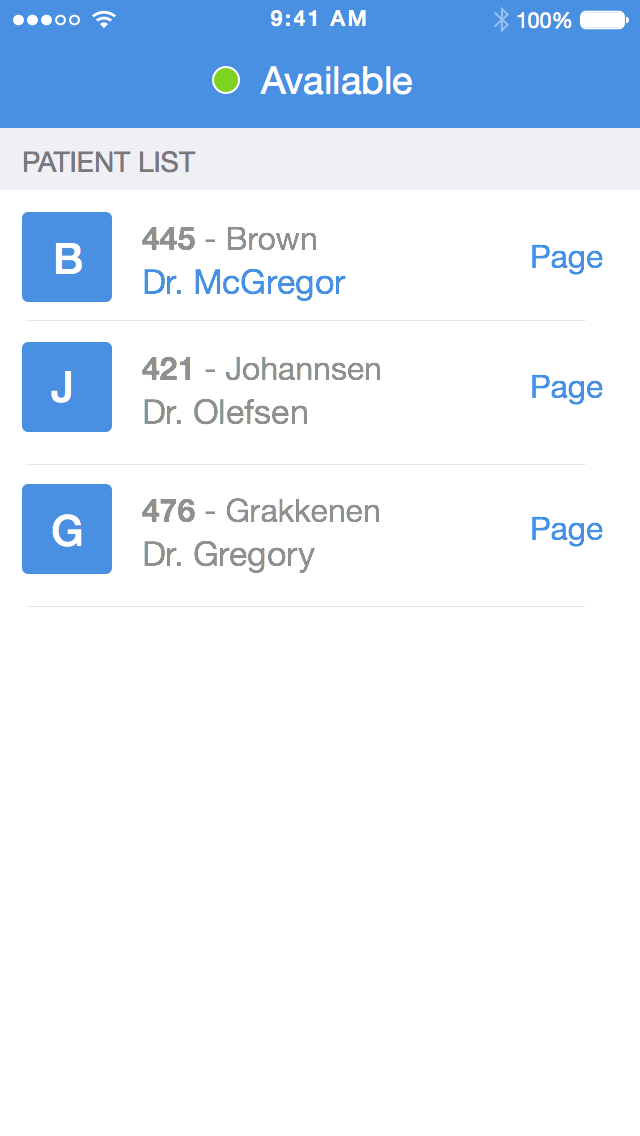 9:41 AM 100%
Available
PATIENT LIST
B 445 - Brown
Dr. McGregor
Page
J 421 - Johannsen
Dr. Olefsen
Page
G 476 - Grakkenen
Dr. Gregory
Page